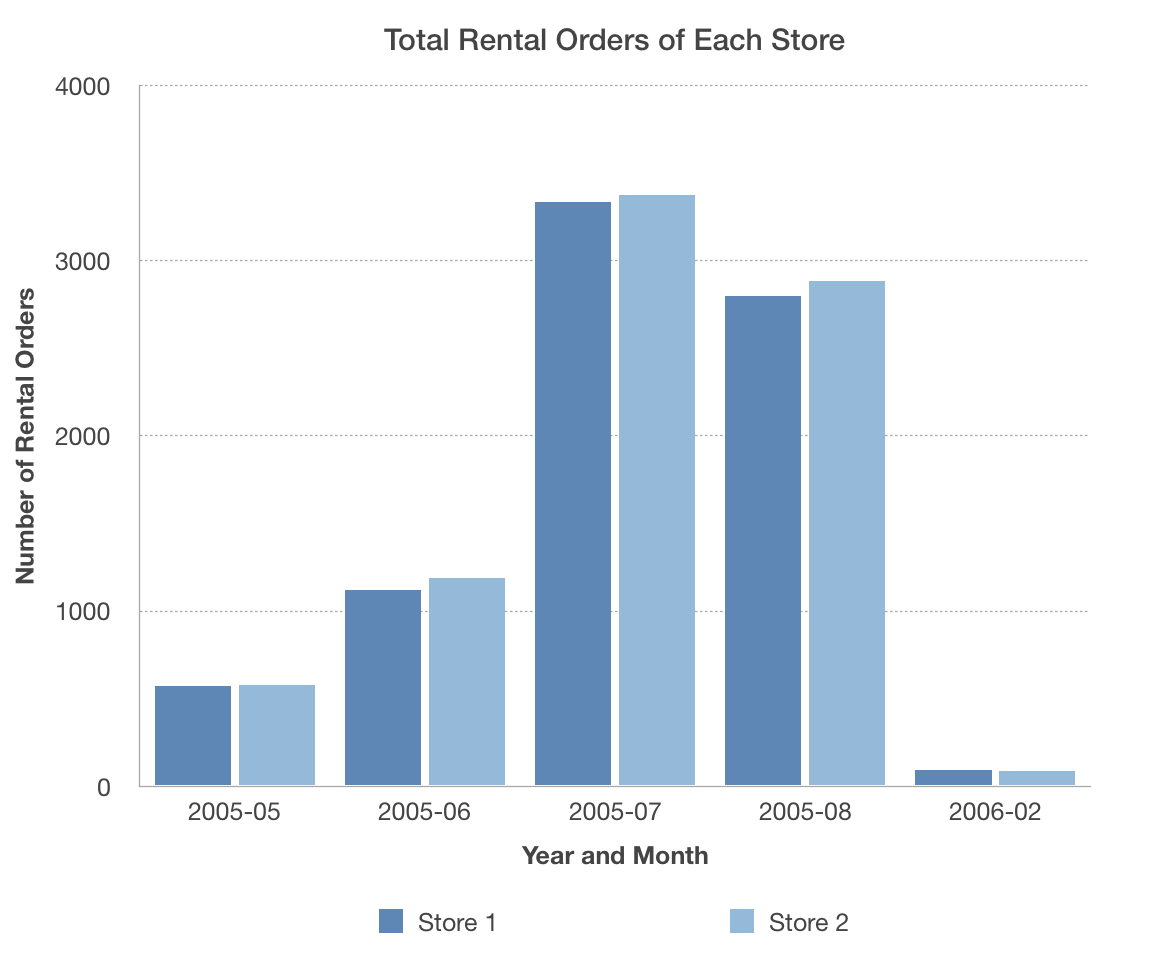 Total Rental Orders of Each Store
4000
3000
2000
1000
0
Number of Rental Orders
2005-05 2005-06 2005-07 2005-08 2006-02
Year and Month
Store 1 Store 2